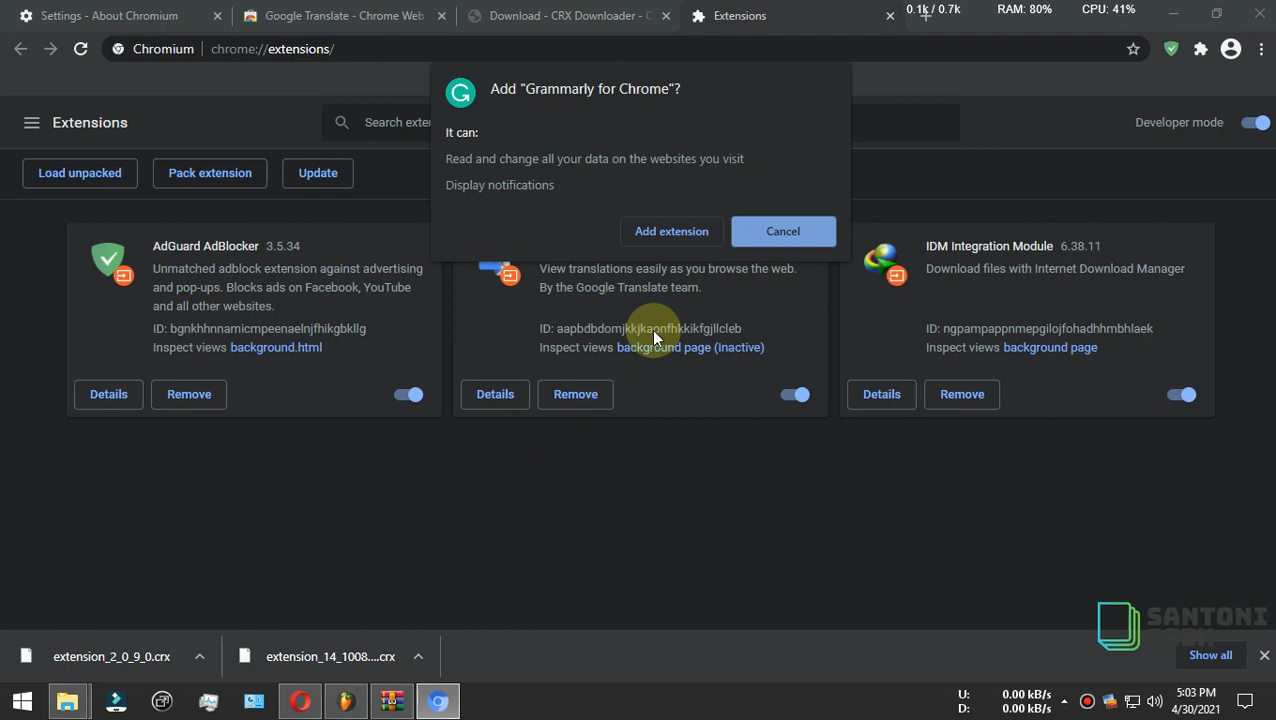 Settings - About Chromium
Google Translate - Chrome Web
Download - CRX Downloader - C
Extensions
0.1k / 0.7k
RAM: 80%
CPU: 41%
Chromium
chrome://extensions/
Add "Grammarly for Chrome"?
It can:
Read and change all your data on the websites you visit
Display notifications
Add extension
Cancel
Extensions
Search exte
Developer mode
Load unpacked
Pack extension
Update
AdGuard AdBlocker 3.5.34
Unmached adblock extension against advertising
and pop-ups. Blocks ads on Facebook, YouTube
and all other websites.
ID: bgnkhhnnamicmpeenaelnjfhikgbkllg
Inspect views background.html
Details
Remove
View translations easily as you browse the web.
By the Google Translate team.
ID: aapbdbdomjkkjkaonfhkkikfgjllcleb
Inspect views background page (Inactive)
Details
Remove
IDM Integration Module 6.38.11
Download files with Internet Download Manager
ID: ngpampappnmepgilojfohadhhmbhlaek
Inspect views background page
Details
Remove
SANTONI
extension_2_0_9_0.crx
extension_14_1008....crx
Show all
U: 0.00 kB/s
D: 0.00 kB/s
5:03 PM
4/30/2021